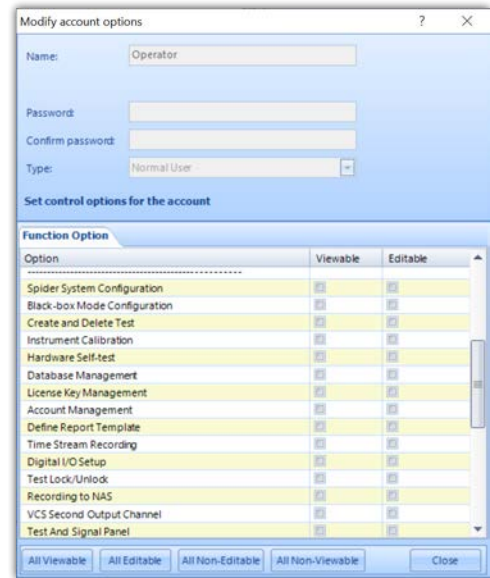 Modify account options ? ×
Name: Operator
Password:
Confirm password:
Type: Normal User
Set control options for the account
Function Option
Option Viewable Editable
--------------------------------------------------
Spider System Configuration
Black-box Mode Configuration
Create and Delete Test
Instrument Calibration
Hardware Self-test
Database Management
License Key Management
Account Management
Define Report Template
Time Stream Recording
Digital I/O Setup
Test Lock/Unlock
Recording to NAS
VCS Second Output Channel
Test And Signal Panel
All Viewable All Editable All Non-Editable All Non-Viewable Close